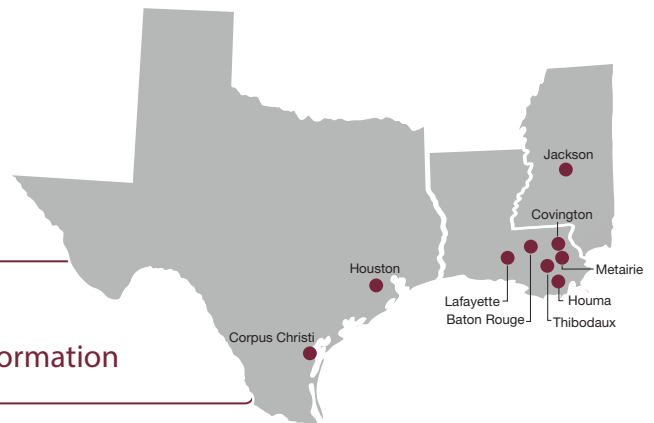 Jackson
Covington
Metairie
Houston
Lafayette
Houma
Baton Rouge
Thibodaux
Corpus Christi
ormation